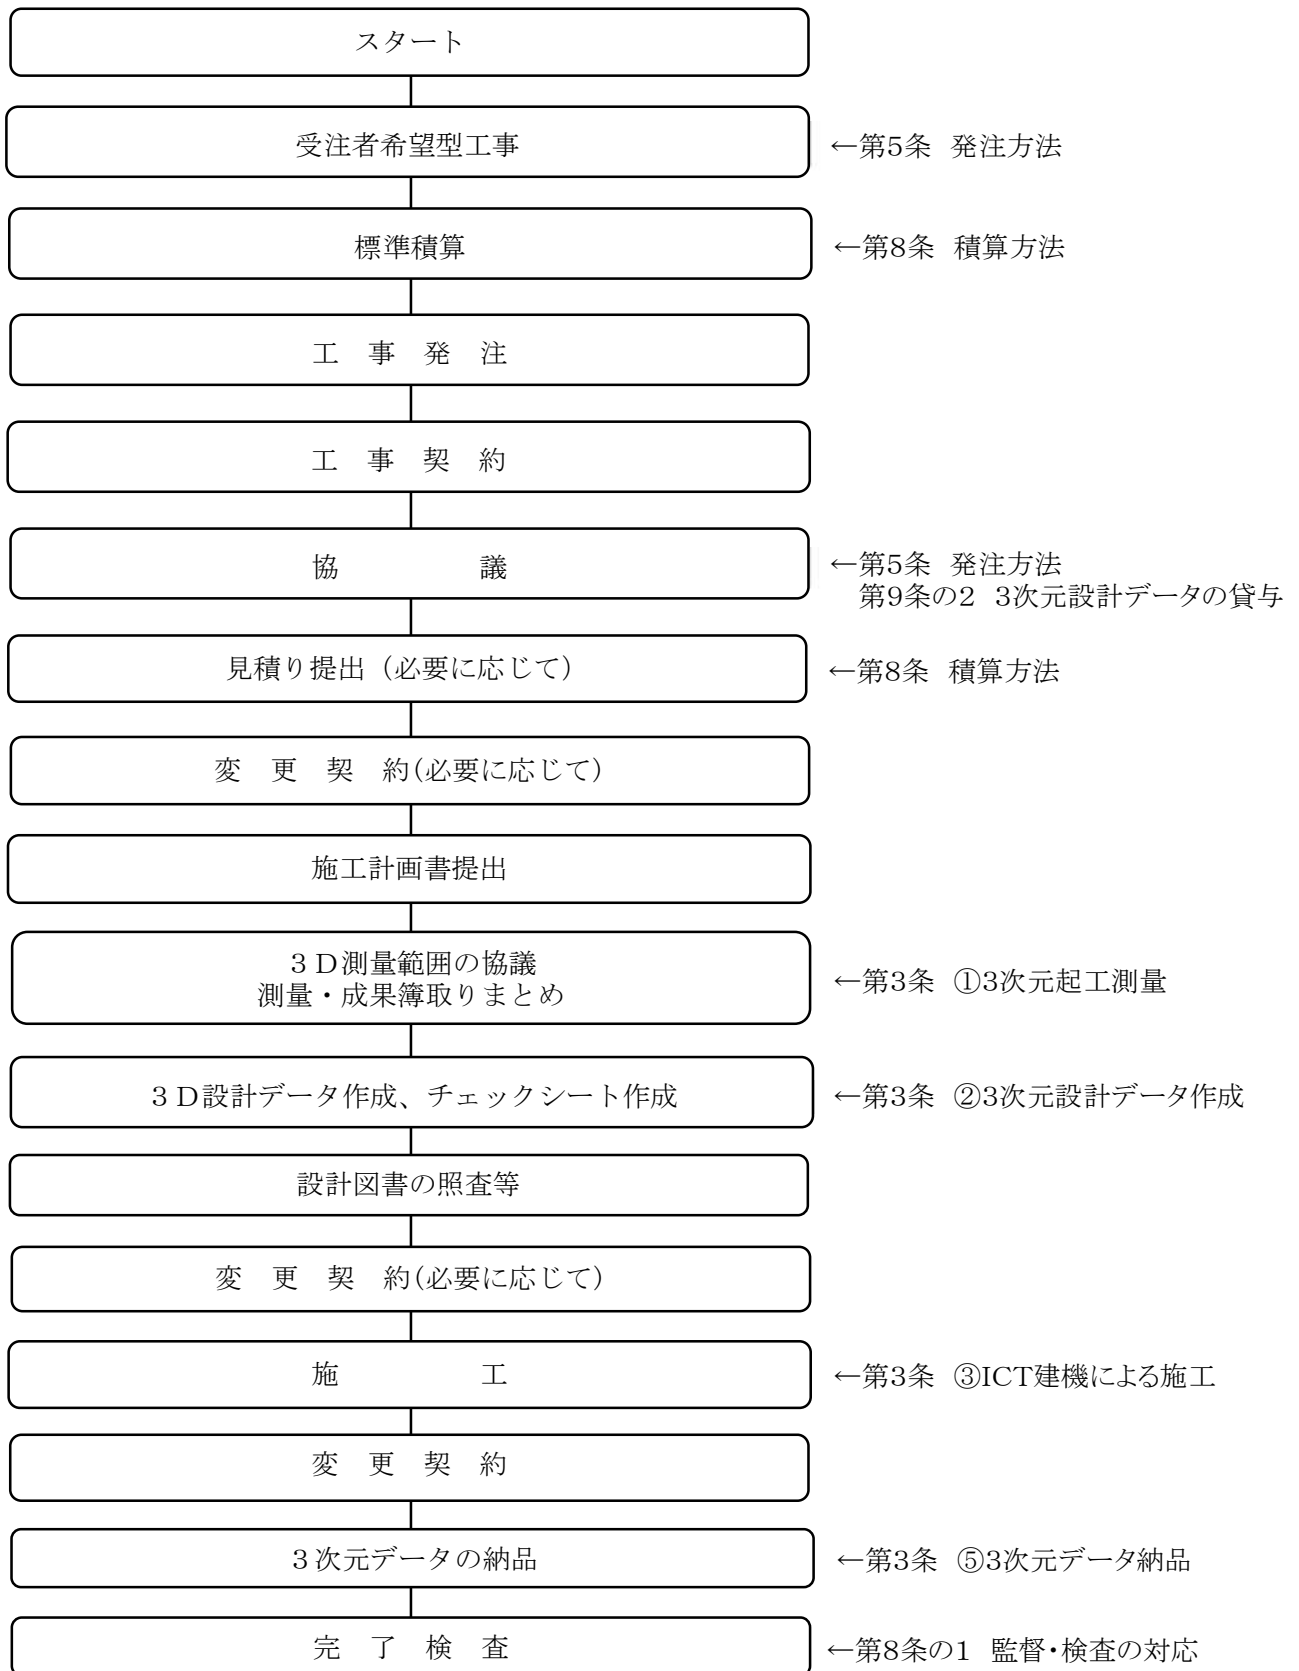 スタート
受注者希望型工事
←第5条 発注方法
標準積算
←第8条 積算方法
工 事 発 注
工 事 契 約
協 議
←第5条 発注方法
第9条の2 3次元設計データの貸与
見積り提出（必要に応じて）
←第8条 積算方法
変 更 契 約(必要に応じて)
施工計画書提出
３Ｄ測量範囲の協議
測量・成果簿取りまとめ
←第3条 ①3次元起工測量
３Ｄ設計データ作成、チェックシート作成
←第3条 ②3次元設計データ作成
設計図書の照査等
変 更 契 約(必要に応じて)
施 工
←第3条 ③ICT建機による施工
変 更 契 約
３次元データの納品
←第3条 ⑤3次元データ納品
完 了 検 査
←第8条の1 監督・検査の対応